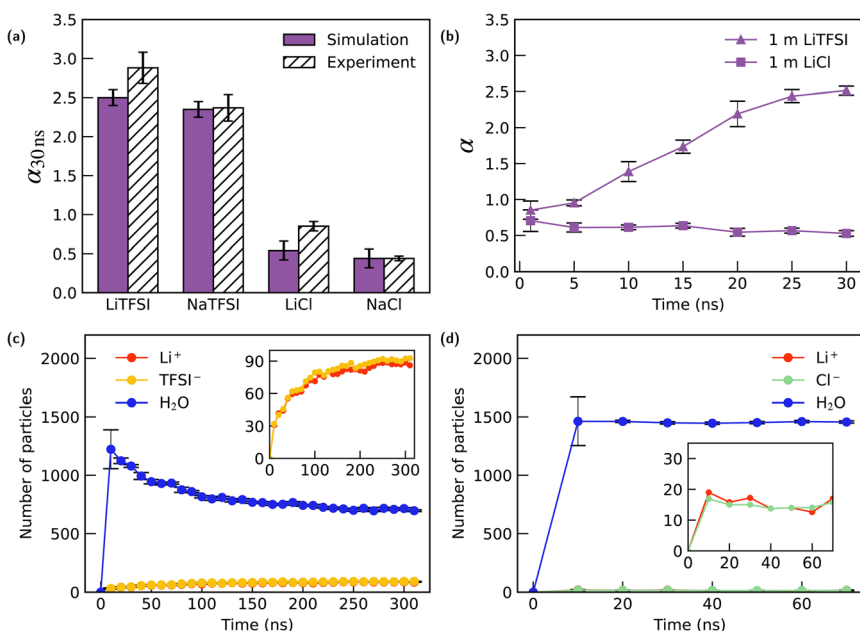 (a)
3.5
3.0
2.5
2.0
1.5
1.0
0.5
0.0
α30 ns
Simulation
Experiment
LiTFSI
NaTFSI
LiCl
NaCl
(b)
3.5
3.0
2.5
2.0
1.5
1.0
0.5
0.0
α
1 m LiTFSI
1 m LiCl
0
5
10
15
20
25
30
Time (ns)
(c)
2000
1500
1000
500
0
Number of particles
Li⁺
TFSI⁻
H₂O
90
60
30
0
0
100
200
300
0
50
100
150
200
250
300
Time (ns)
(d)
2000
1500
1000
500
0
Number of particles
Li⁺
Cl⁻
H₂O
30
20
10
0
0
20
40
60
0
20
40
60
Time (ns)